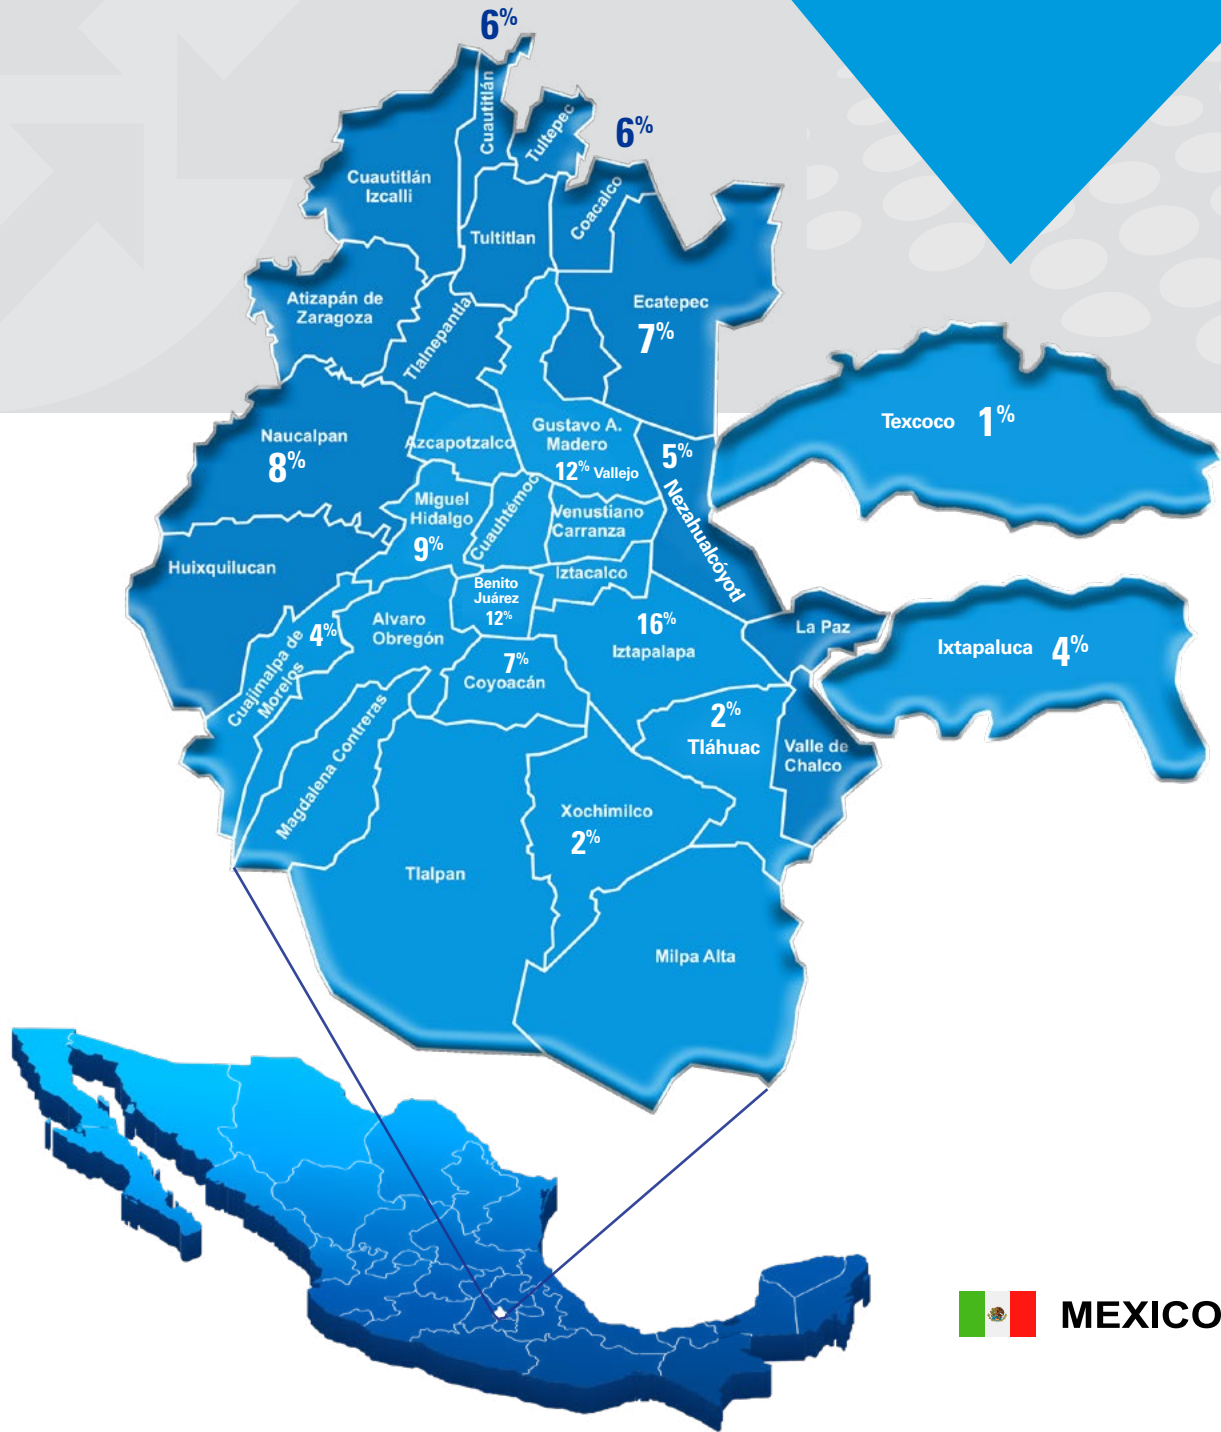 6%
Cuautitlán
Tultepec
6%
Cuautitlán
Izcalli
Coacalco
Tultitlan
Atizapán de
Zaragoza
Tlalnepantla
Ecatepec
7%
Naucalpan
8%
Azcapotzalco
Gustavo A.
Madero
12% Vallejo
5%
Nezahualcóyotl
Texcoco 1%
Miguel
Hidalgo
9%
Cuauhtémoc
Venustiano
Carranza
Huixquilucan
Iztacalco
Benito
Juárez
12%
Cuajimalpa de
Morelos
4%
Alvaro
Obregón
16%
Iztapalapa
La Paz
Ixtapaluca 4%
7%
Coyoacán
Magdalena Contreras
2%
Tláhuac
Valle de
Chalco
Xochimilco
2%
Tlalpan
Milpa Alta
MEXICO